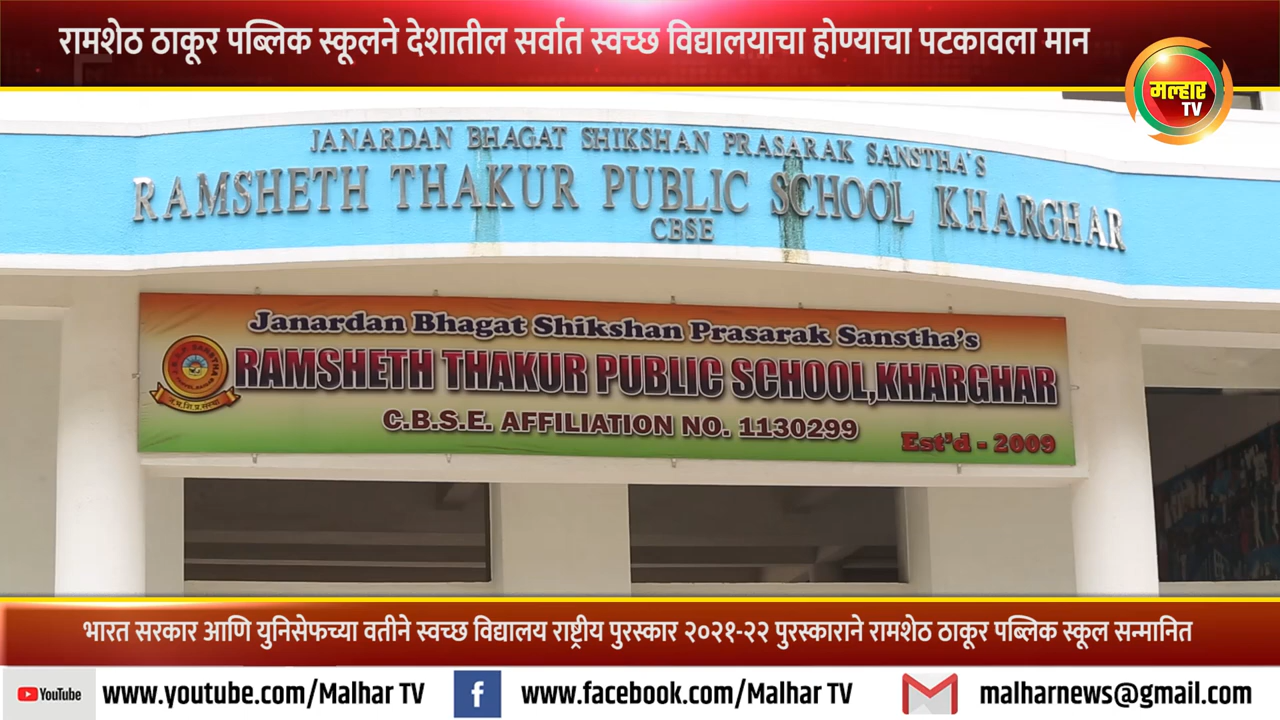 रामशेठ ठाकूर पब्लिक स्कूलने देशातील सर्वात स्वच्छ विद्यालयाचा होण्याचा पटकावला मान
मल्हार
TV
JANARDAN BHAGAT SHIKSHAN PRASARAK SANSTHA'S
RAMSHETH THAKUR PUBLIC SCHOOL KHARGHAR
CBSE
Janardan Bhagat Shikshan Prasarak Sanstha's
RAMSHETH THAKUR PUBLIC SCHOOL,KHARGHAR
C.B.S.E. AFFILIATION NO. 1130299
Est'd - 2009
भारत सरकार आणि युनिसेफच्या वतीने स्वच्छ विद्यालय राष्ट्रीय पुरस्कार २०२१-२२ पुरस्काराने रामशेठ ठाकूर पब्लिक स्कूल सन्मानित
YouTube
www.youtube.com/Malhar TV
f
www.facebook.com/Malhar TV
malharnews@gmail.com